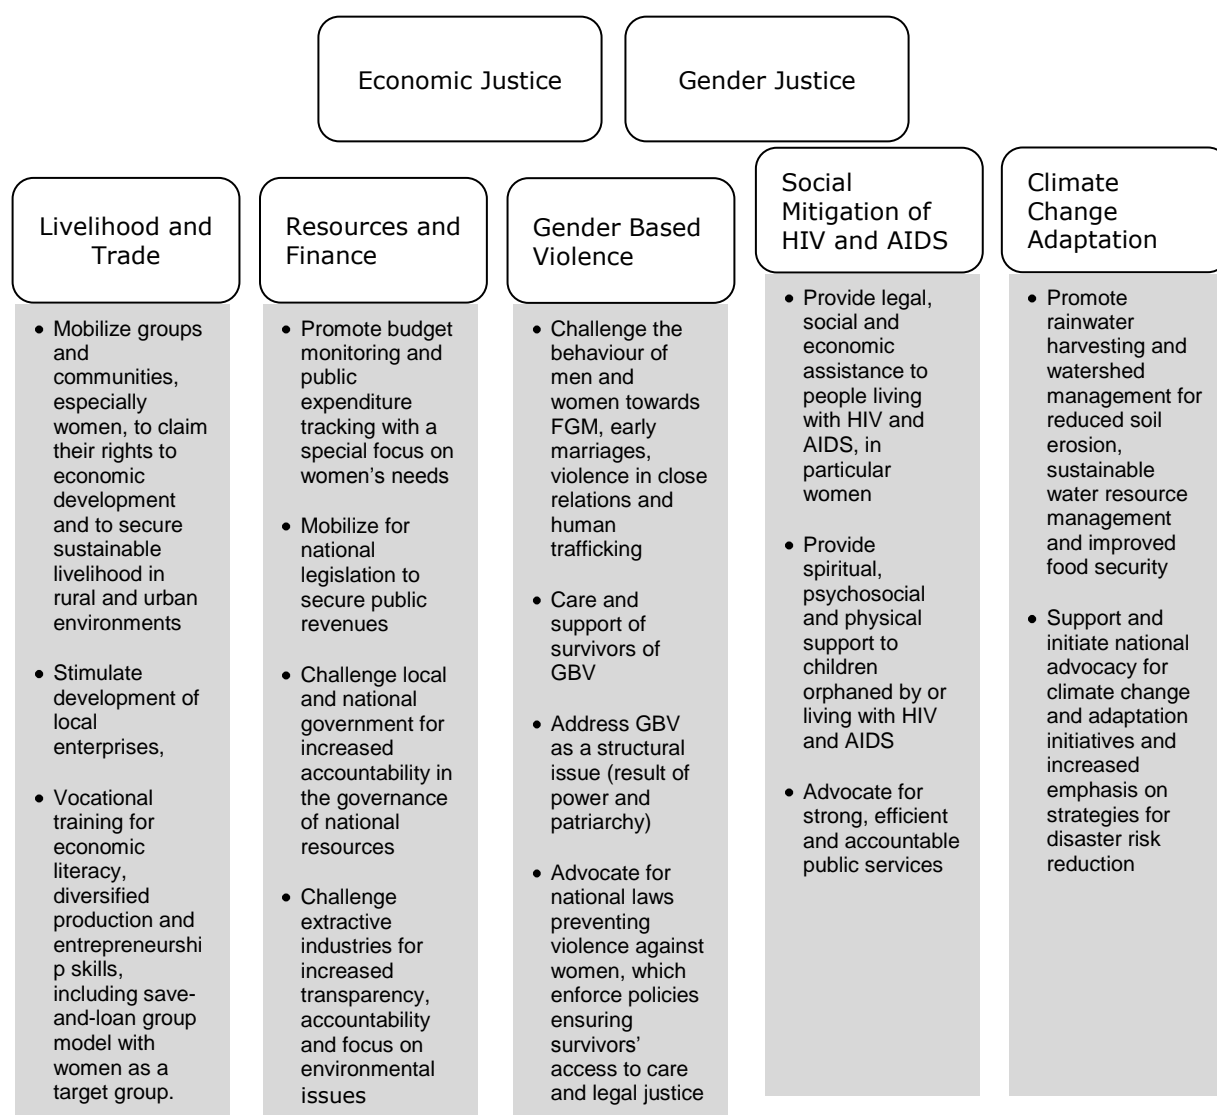 Economic Justice
Gender Justice
Livelihood and
Trade
• Mobilize groups
and
communities,
especially
women, to claim
their rights to
economic
development
and to secure
sustainable
livelihood in
rural and urban
environments
• Stimulate
development of
local
enterprises,
• Vocational
training for
economic
literacy,
diversified
production and
entrepreneurshi
p skills,
including save-
and-loan group
model with
women as a
target group.
Resources and
Finance
• Promote budget
monitoring and
public
expenditure
tracking with a
special focus on
women’s needs
• Mobilize for
national
legislation to
secure public
revenues
• Challenge local
and national
government for
increased
accountability in
the governance
of national
resources
• Challenge
extractive
industries for
increased
transparency,
accountability
and focus on
environmental
issues
Gender Based
Violence
• Challenge the
behaviour of
men and
women towards
FGM, early
marriages,
violence in close
relations and
human
trafficking
• Care and
support of
survivors of
GBV
• Address GBV
as a structural
issue (result of
power and
patriarchy)
• Advocate for
national laws
preventing
violence against
women, which
enforce policies
ensuring
survivors’
access to care
and legal justice
Social
Mitigation of
HIV and AIDS
• Provide legal,
social and
economic
assistance to
people living
with HIV and
AIDS, in
particular
women
• Provide
spiritual,
psychosocial
and physical
support to
children
orphaned by or
living with HIV
and AIDS
• Advocate for
strong, efficient
and accountable
public services
Climate
Change
Adaptation
• Promote
rainwater
harvesting and
watershed
management for
reduced soil
erosion,
sustainable
water resource
management
and improved
food security
• Support and
initiate national
advocacy for
climate change
and adaptation
initiatives and
increased
emphasis on
strategies for
disaster risk
reduction